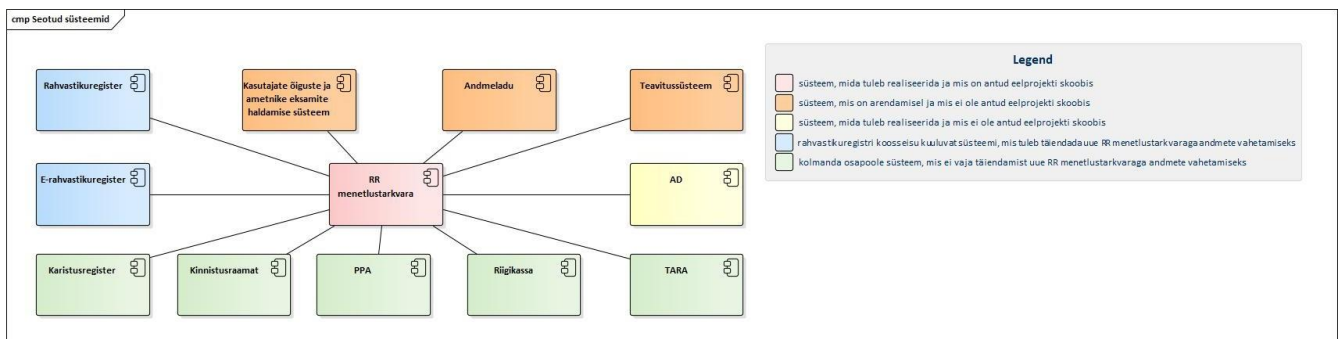 cmp Seotud süsteemid
Rahvastikuregister
Kasutajate õiguste ja
ametnike eksamite
haldamise süsteem
Andmeladu
Teavitussüsteem
E-rahvastikuregister
RR
menetlustarkvara
AD
Karistusregister
Kinnistusraamat
PPA
Riigikassa
TARA
Legend
süsteem, mida tuleb realiseerida ja mis on antud eelprojekti skoobis
süsteem, mis on arendamisel ja mis ei ole antud eelprojekti skoobis
süsteem, mida tuleb realiseerida ja mis ei ole antud eelprojekti skoobis
rahvastikuregistri koosseisu kuuluvat süsteemi, mis tuleb täiendada uue RR menetlustarkvaraga andmete vahetamiseks
kolmanda osapoole süsteem, mis ei vaja täiendamist uue RR menetlustarkvaraga andmete vahetamiseks